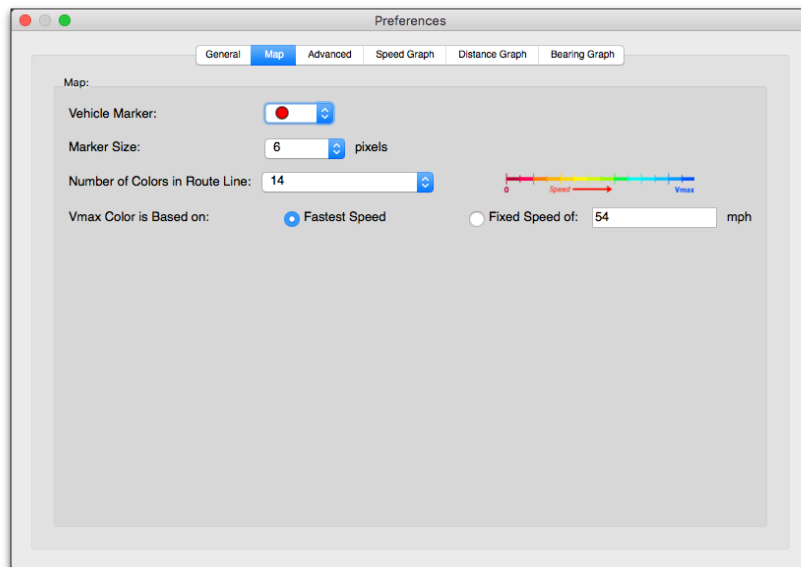 Preferences
General Map Advanced Speed Graph Distance Graph Bearing Graph
Map:
Vehicle Marker:
Marker Size: 6 pixels
Number of Colors in Route Line: 14
0 Speed Vmax
Vmax Color is Based on: Fastest Speed Fixed Speed of: 54 mph